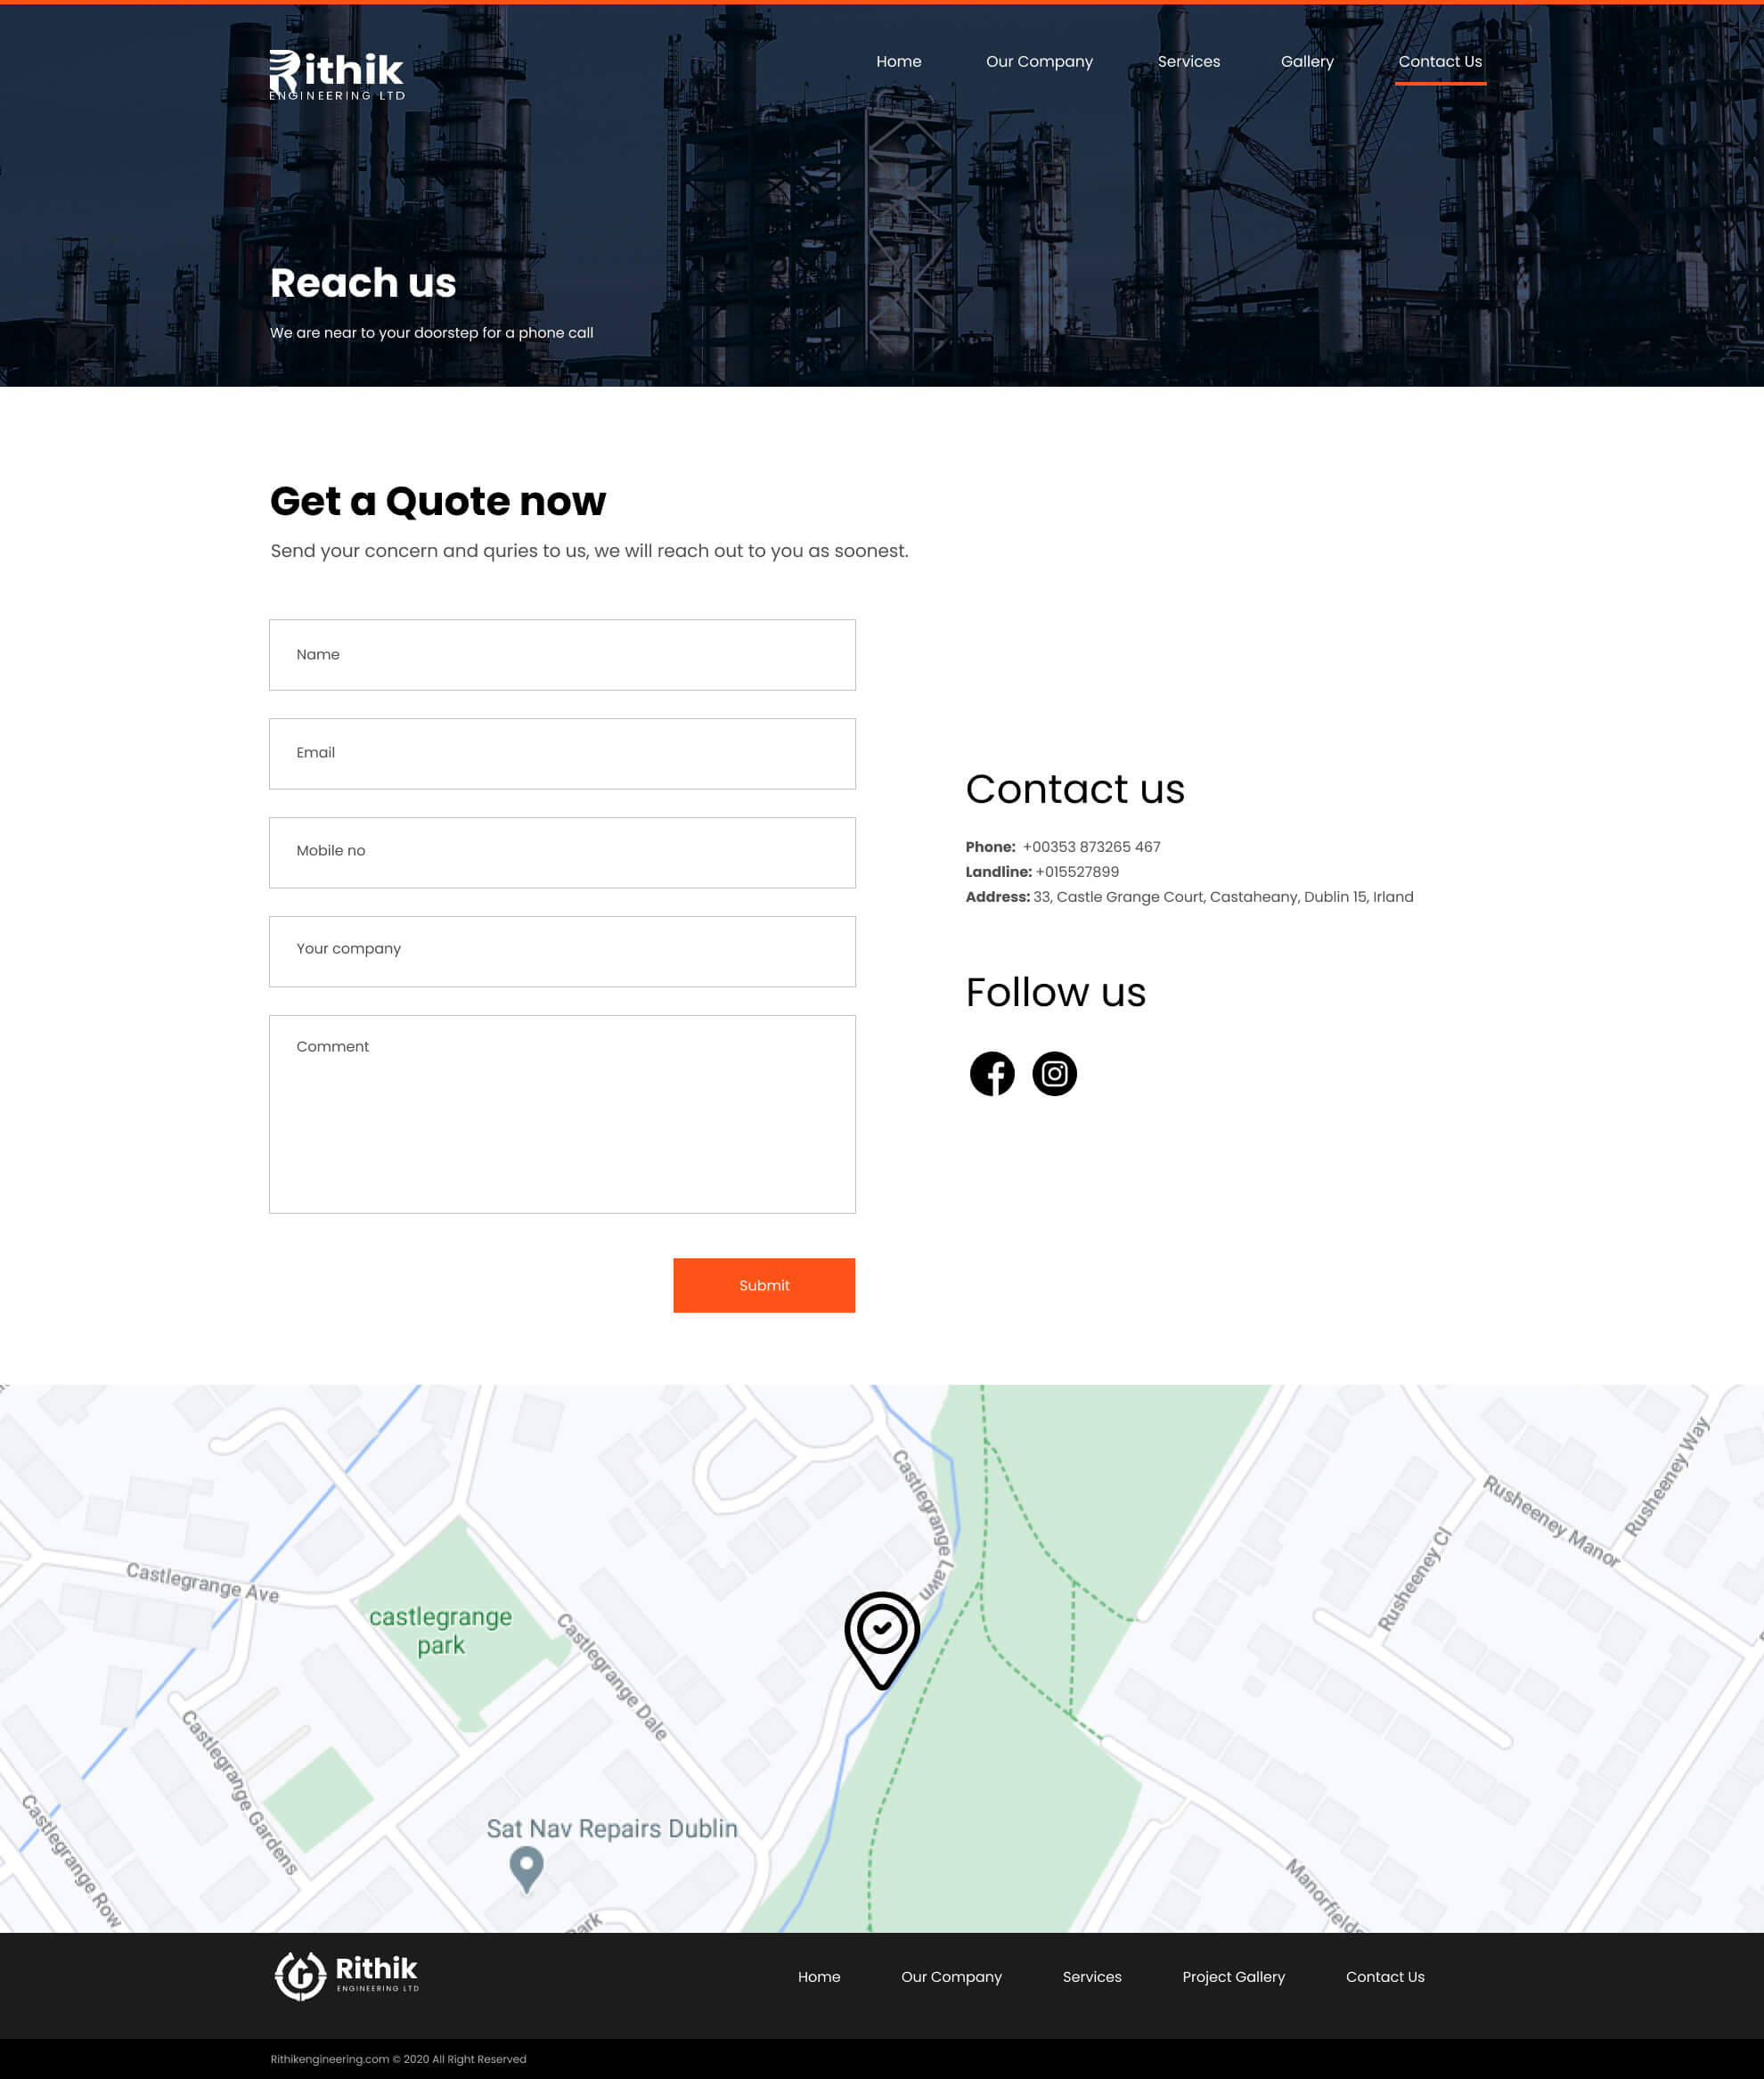 Rithik
ENGINEERING LTD
Home
Our Company
Services
Gallery
Contact Us
Reach us
We are near to your doorstep for a phone call
Get a Quote now
Send your concern and quries to us, we will reach out to you as soonest.
Name
Email
Mobile no
Your company
Comment
Submit
Contact us
Phone: +00353 873265 467
Landline: +015527899
Address: 33, Castle Grange Court, Castaheany, Dublin 15, Irland
Follow us
Castlegrange Ave
castlegrange
park
Castlegrange Dale
Castlegrange Lawn
Castlegrange Gardens
Castlegrange Row
Sat Nav Repairs Dublin
Rusheeney Manor
Rusheeney Way
Rusheeney Cl
Manorfields
Rithik
ENGINEERING LTD
Home
Our Company
Services
Project Gallery
Contact Us
Rithikengineering.com © 2020 All Right Reserved